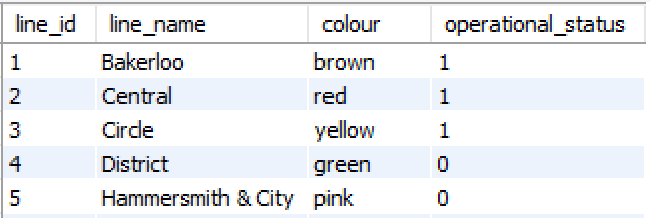 line_id line_name colour operational_status
1 Bakerloo brown 1
2 Central red 1
3 Circle yellow 1
4 District green 0
5 Hammersmith & City pink 0